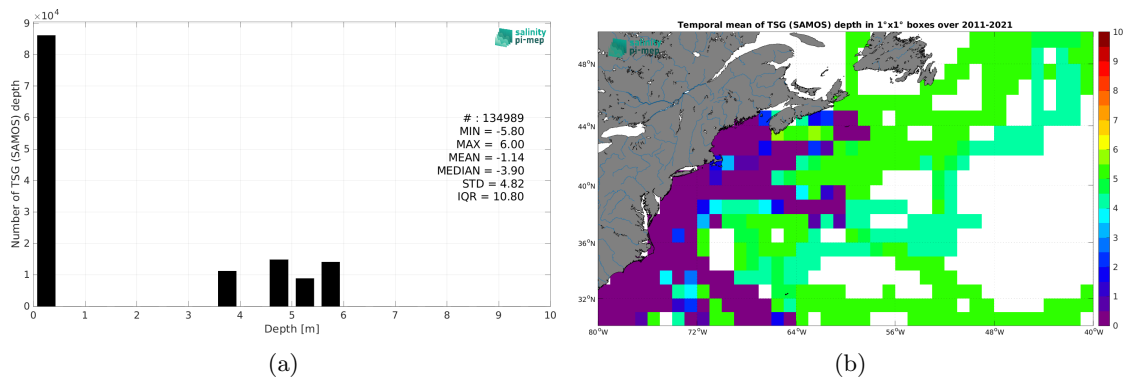 ×10⁴
9
8
7
6
5
4
3
2
1
0
Number of TSG (SAMOS) depth
salinity
pi-mep
# : 134989
MIN = -5.80
MAX = 6.00
MEAN = -1.14
MEDIAN = -3.90
STD = 4.82
IQR = 10.80
0 1 2 3 4 5 6 7 8 9 10
Depth [m]
(a)
Temporal mean of TSG (SAMOS) depth in 1°x1° boxes over 2011-2021
salinity
pi-mep
48°N
44°N
40°N
36°N
32°N
80°W 72°W 64°W 56°W 48°W 40°W
10
9
8
7
6
5
4
3
2
1
0
(b)